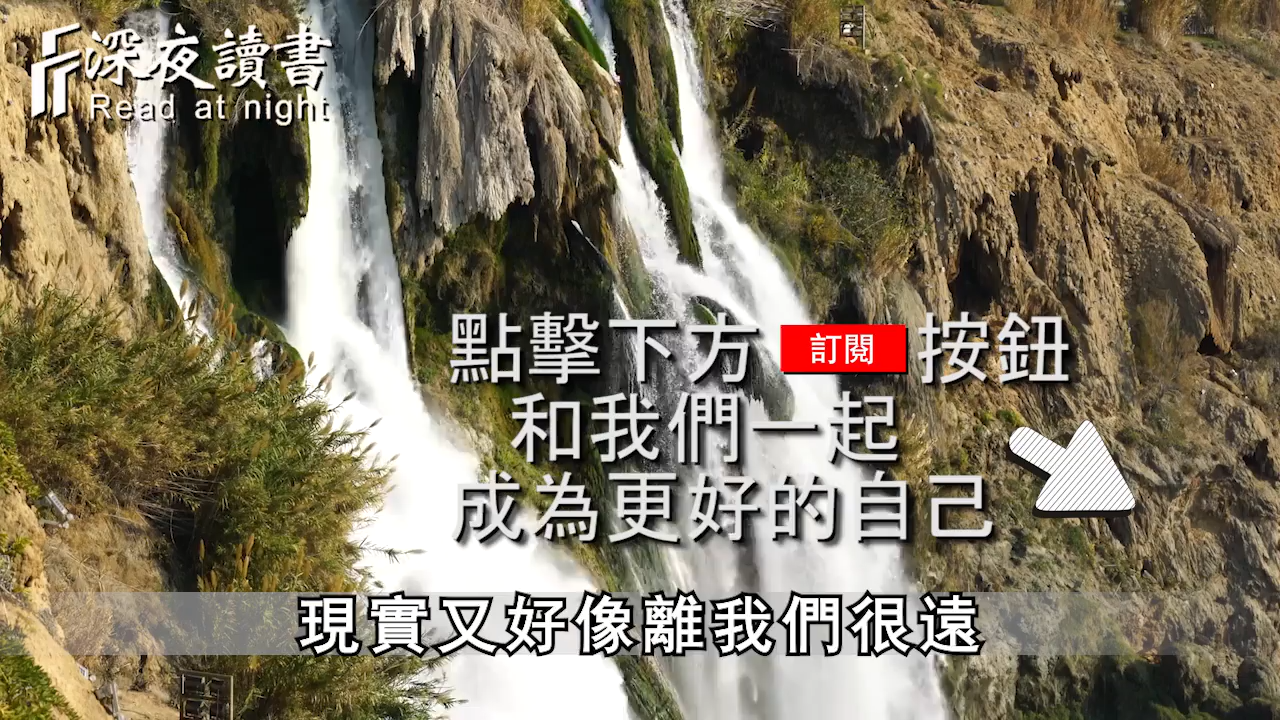 深夜讀書
Read at night
點擊下方 訂閱 按鈕
和我們一起
成為更好的自己
現實又好像離我們很遠